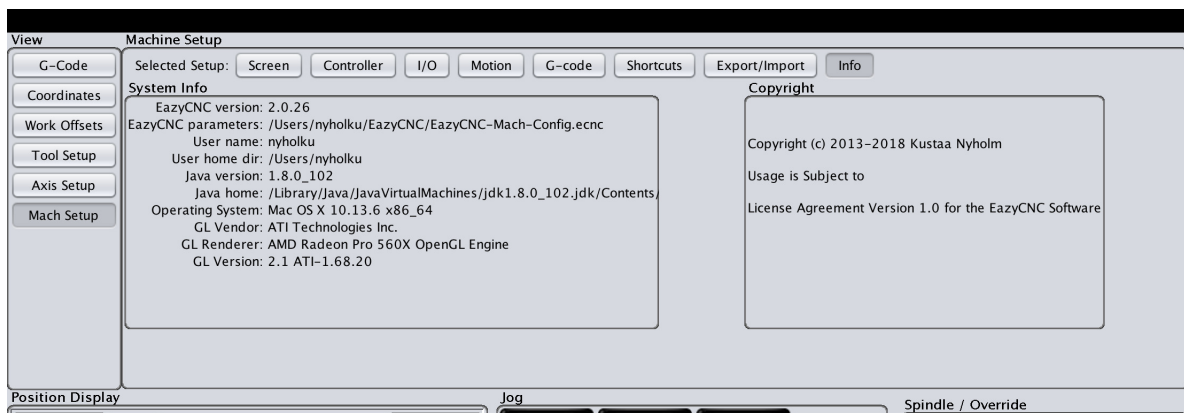 View
Machine Setup
G-Code
Coordinates
Work Offsets
Tool Setup
Axis Setup
Mach Setup
Selected Setup: Screen Controller I/O Motion G-code Shortcuts Export/Import Info
System Info
EazyCNC version: 2.0.26
EazyCNC parameters: /Users/nyholku/EazyCNC/EazyCNC-Mach-Config.ecnc
User name: nyholku
User home dir: /Users/nyholku
Java version: 1.8.0_102
Java home: /Library/Java/JavaVirtualMachines/jdk1.8.0_102.jdk/Contents/
Operating System: Mac OS X 10.13.6 x86_64
GL Vendor: ATI Technologies Inc.
GL Renderer: AMD Radeon Pro 560X OpenGL Engine
GL Version: 2.1 ATI-1.68.20
Copyright
Copyright (c) 2013-2018 Kustaa Nyholm
Usage is Subject to
License Agreement Version 1.0 for the EazyCNC Software
Position Display
Jog
Spindle / Override